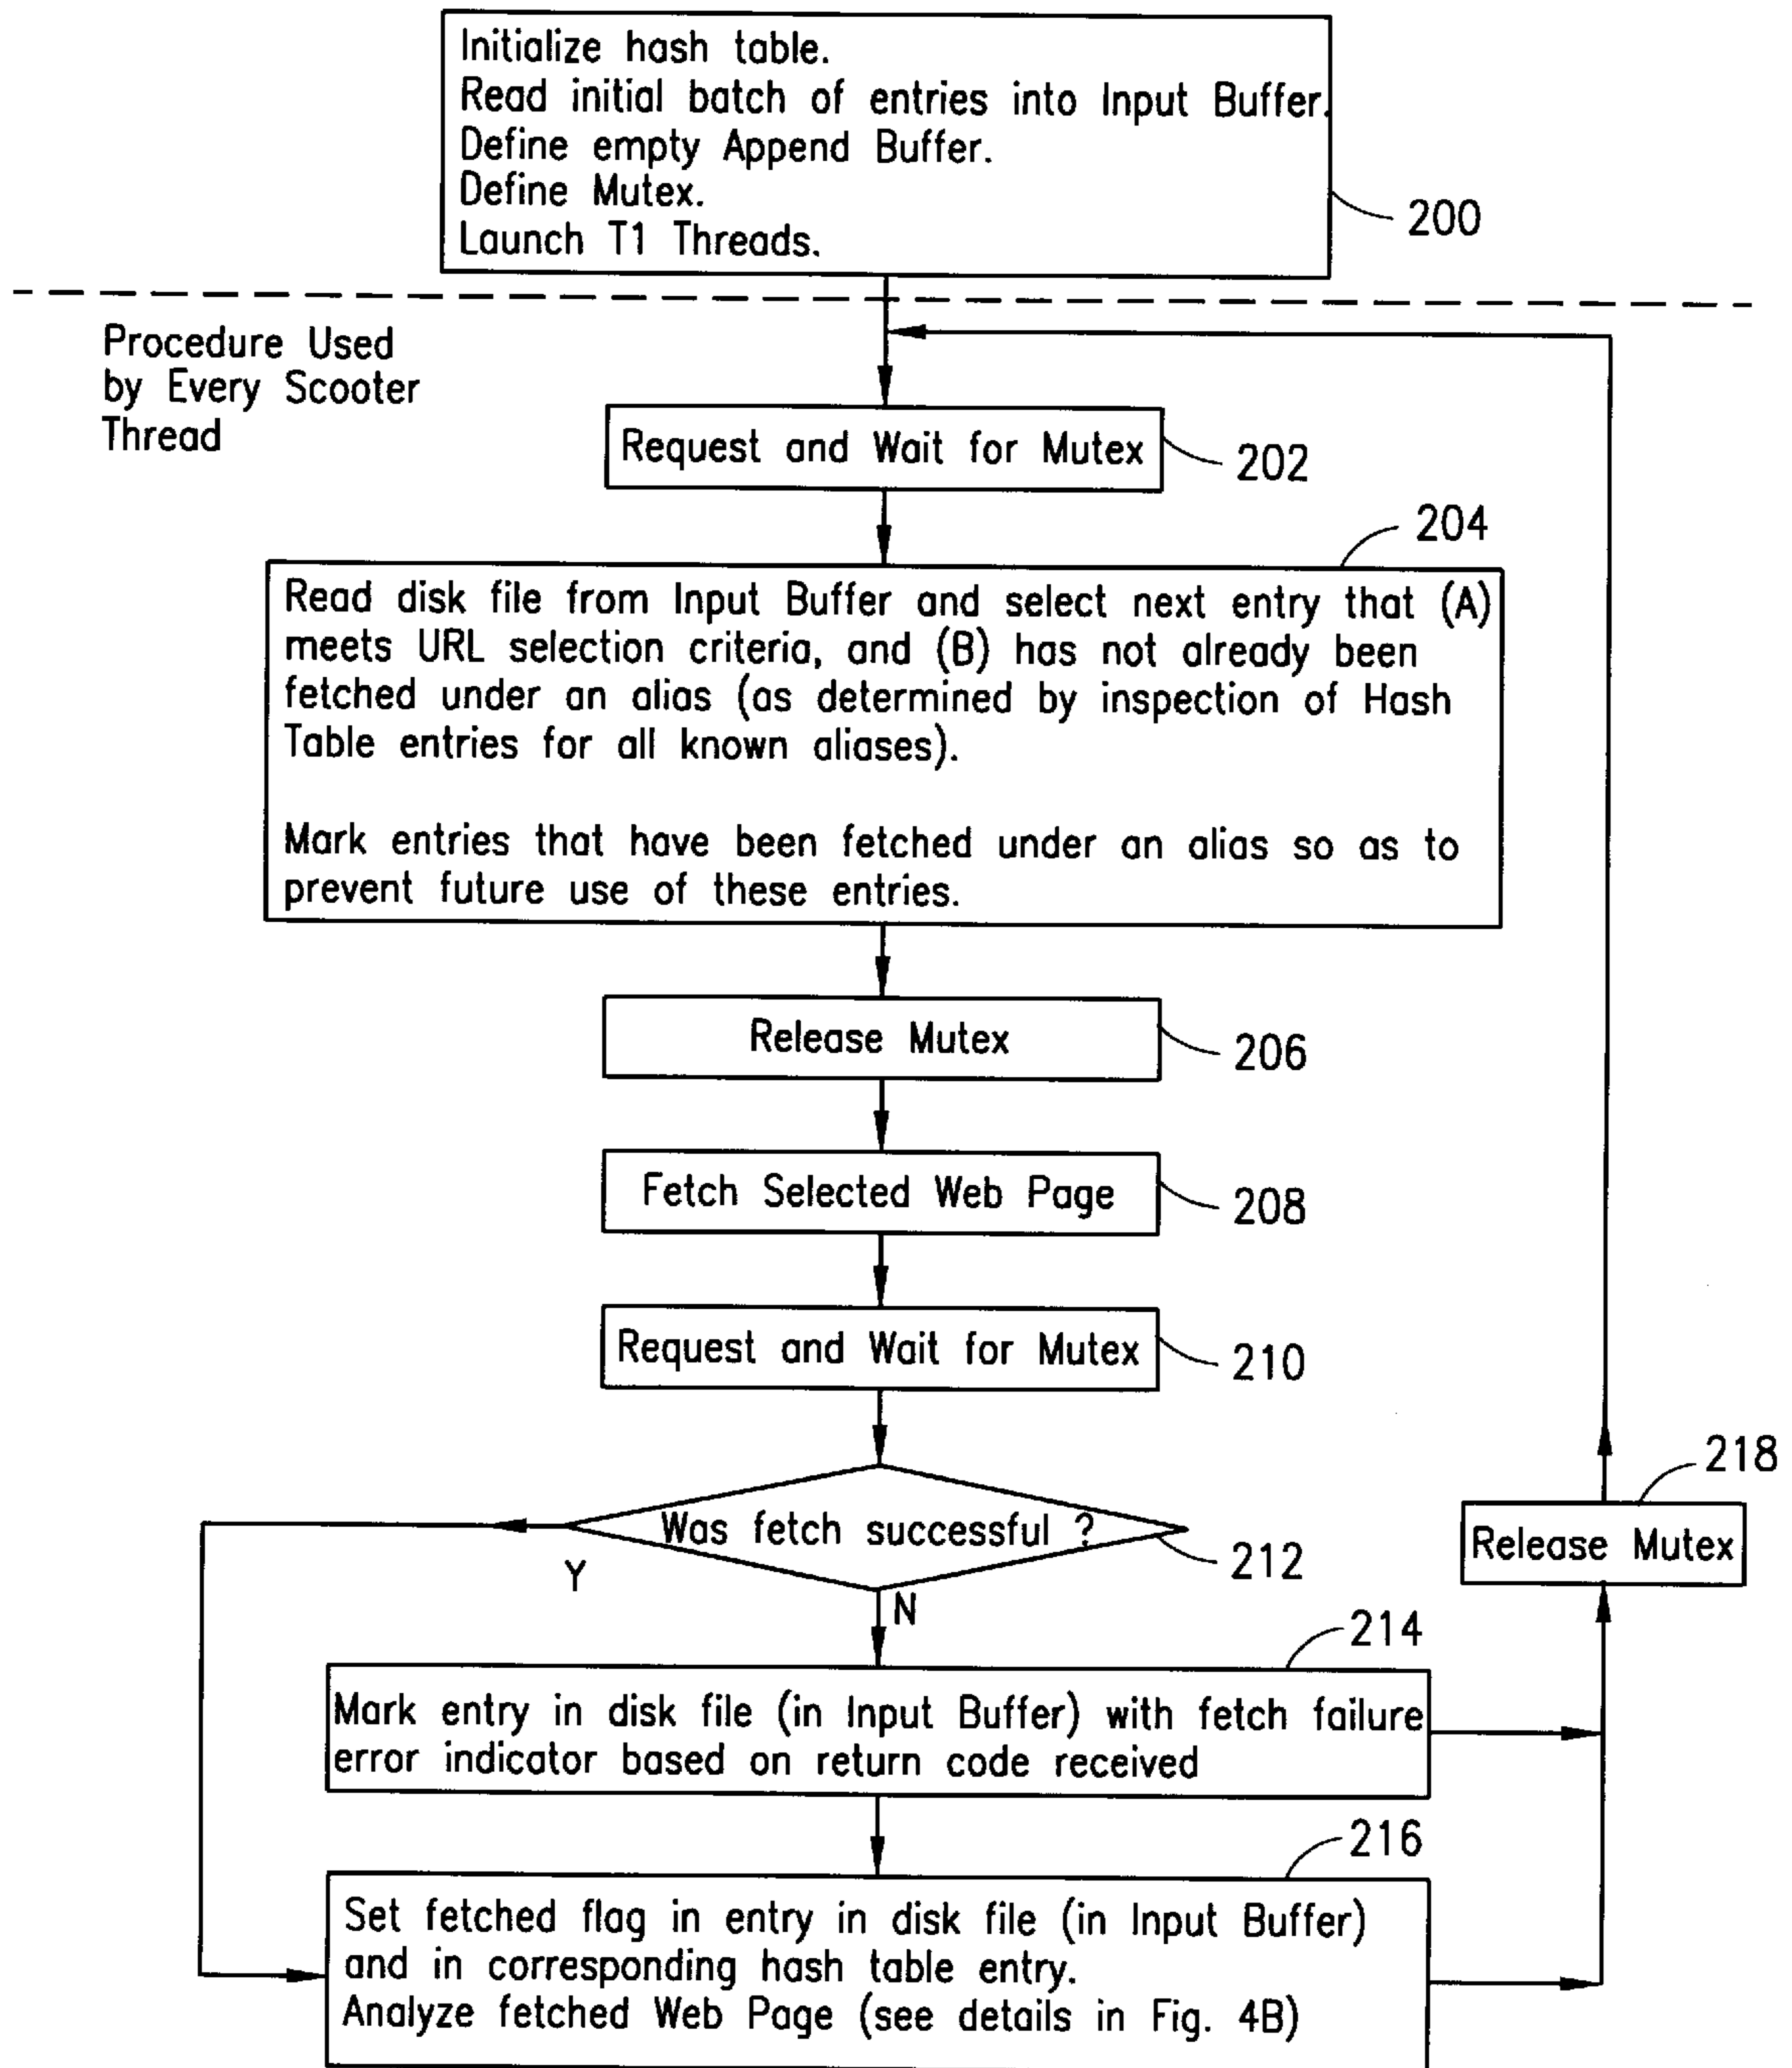 Initialize hash table.
Read initial batch of entries into Input Buffer.
Define empty Append Buffer.
Define Mutex.
Launch T1 Threads.
200
Procedure Used
by Every Scooter
Thread
Request and Wait for Mutex
202
204
Read disk file from Input Buffer and select next entry that (A)
meets URL selection criteria, and (B) has not already been
fetched under an alias (as determined by inspection of Hash
Table entries for all known aliases).
Mark entries that have been fetched under an alias so as to
prevent future use of these entries.
Release Mutex
206
Fetch Selected Web Page
208
Request and Wait for Mutex
210
Was fetch successful ?
212
Y
N
218
Release Mutex
214
Mark entry in disk file (in Input Buffer) with fetch failure
error indicator based on return code received
216
Set fetched flag in entry in disk file (in Input Buffer)
and in corresponding hash table entry.
Analyze fetched Web Page (see details in Fig. 4B)